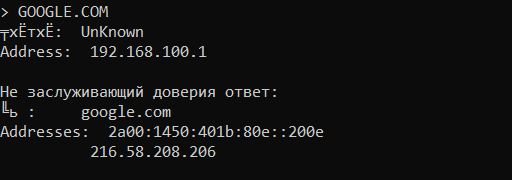 > GOOGLE.COM
╤хЁтхЁ:  UnKnown
Address:  192.168.100.1
Не заслуживающий доверия ответ:
╚ь :     google.com
Addresses:  2a00:1450:401b:80e::200e
216.58.208.206